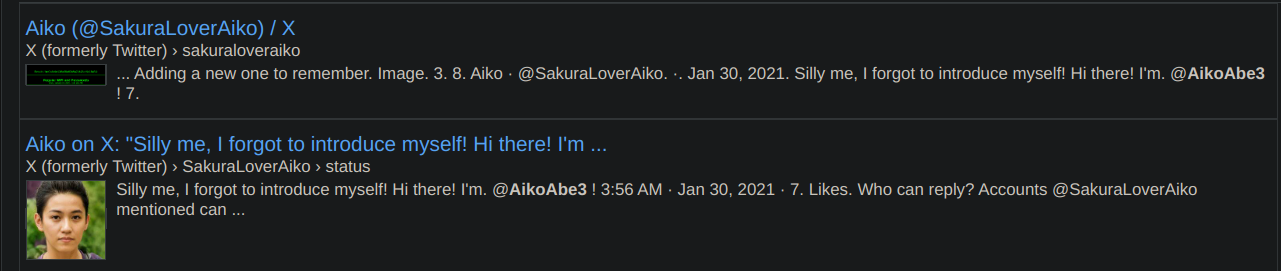 Aiko (@SakuraLoverAiko) / X
X (formerly Twitter) › sakuraloveraiko
... Adding a new one to remember. Image. 3. 8. Aiko · @SakuraLoverAiko. ·. Jan 30, 2021. Silly me, I forgot to introduce myself! Hi there! I'm. @AikoAbe3
! 7.
Aiko on X: "Silly me, I forgot to introduce myself! Hi there! I'm ...
X (formerly Twitter) › SakuraLoverAiko › status
Silly me, I forgot to introduce myself! Hi there! I'm. @AikoAbe3 ! 3:56 AM · Jan 30, 2021 · 7. Likes. Who can reply? Accounts @SakuraLoverAiko
mentioned can ...